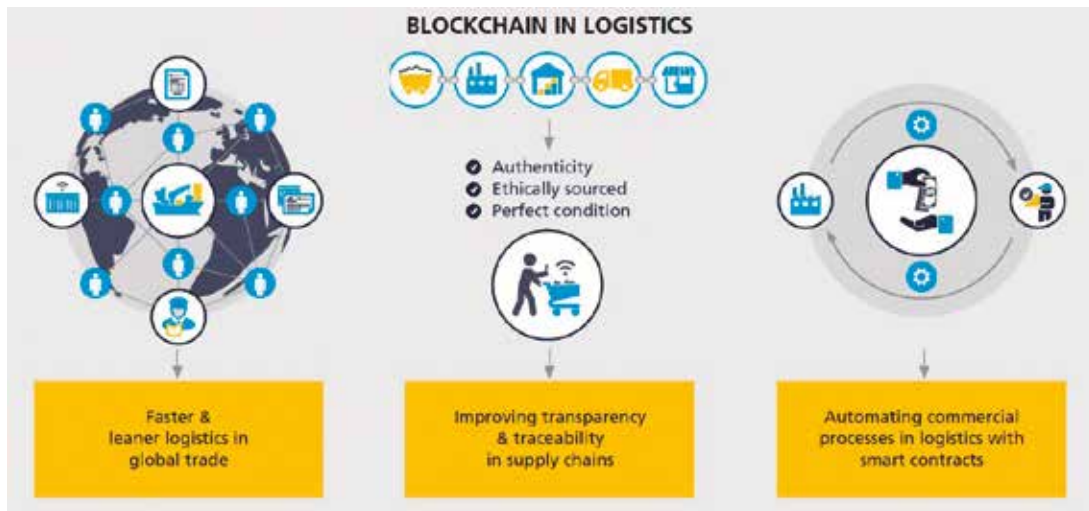 BLOCKCHAIN IN LOGISTICS
Authenticity
Ethically sourced
Perfect condition
Faster &
leaner logistics in
global trade
Improving transparency
& traceability
in supply chains
Automating commercial
processes in logistics with
smart contracts